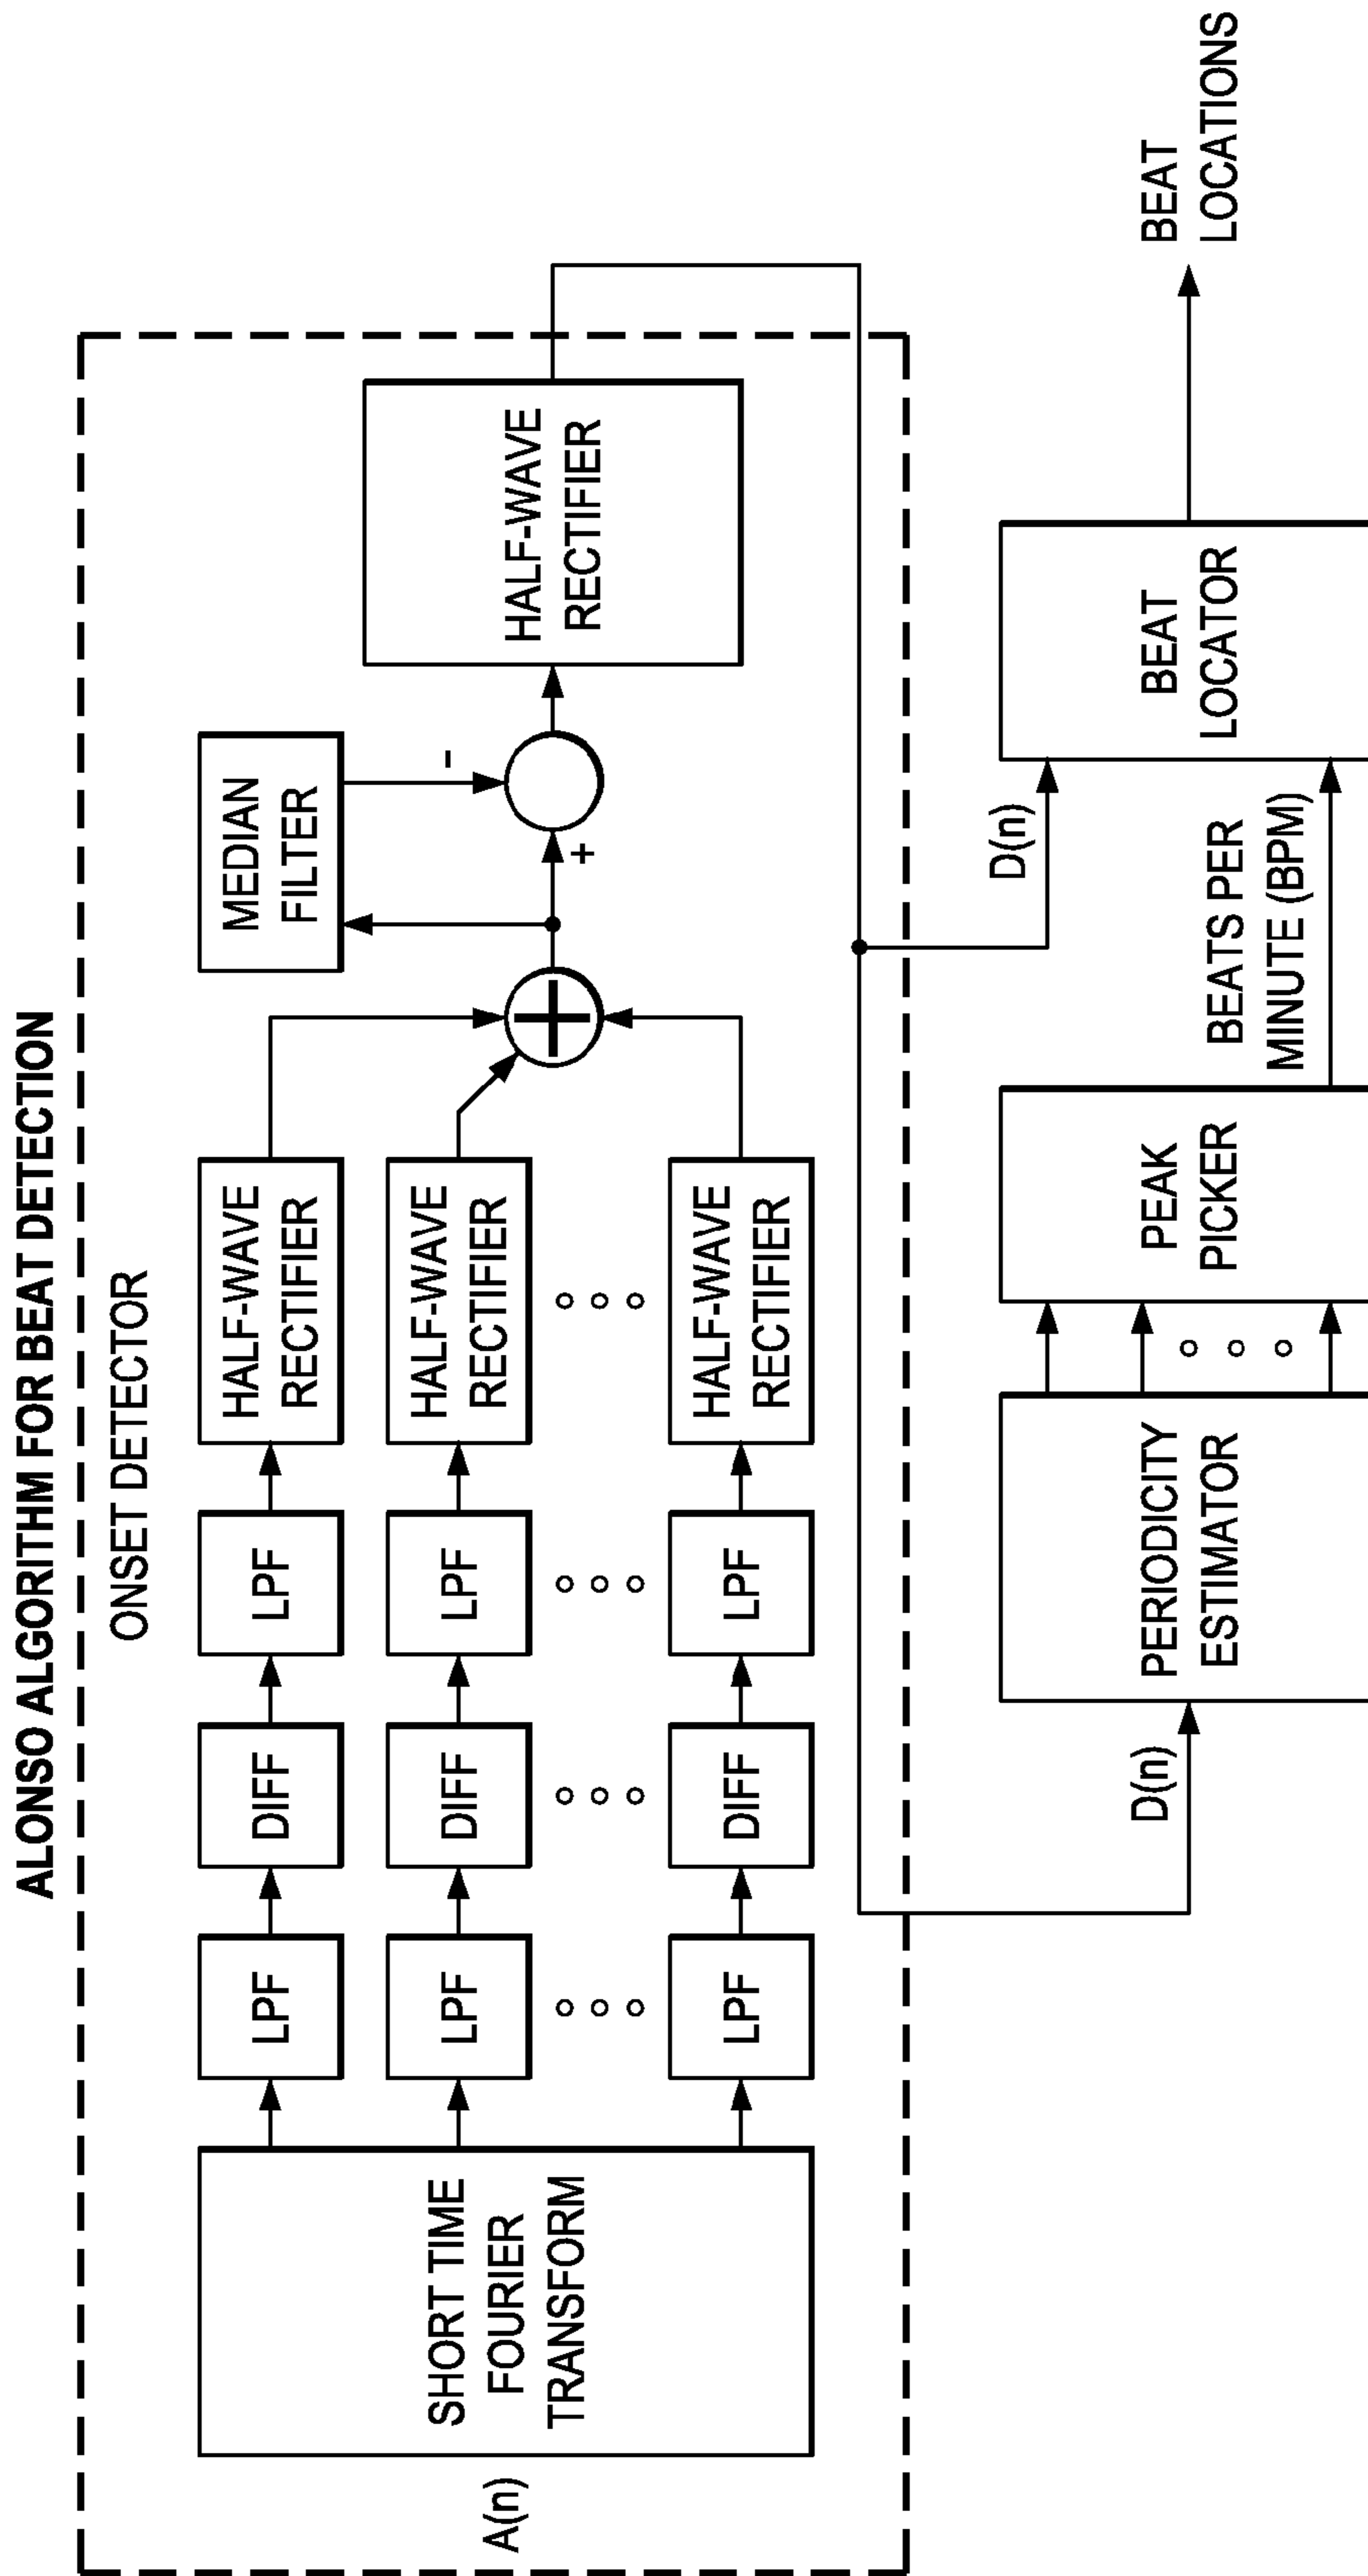 ALONSO ALGORITHM FOR BEAT DETECTION
ONSET DETECTOR
A(n)
SHORT TIME
FOURIER
TRANSFORM
LPF
DIFF
LPF
HALF-WAVE
RECTIFIER
LPF
DIFF
LPF
HALF-WAVE
RECTIFIER
LPF
DIFF
LPF
HALF-WAVE
RECTIFIER
MEDIAN
FILTER
-
+
HALF-WAVE
RECTIFIER
D(n)
PERIODICITY
ESTIMATOR
PEAK
PICKER
BEATS PER
MINUTE (BPM)
D(n)
BEAT
LOCATOR
BEAT
LOCATIONS